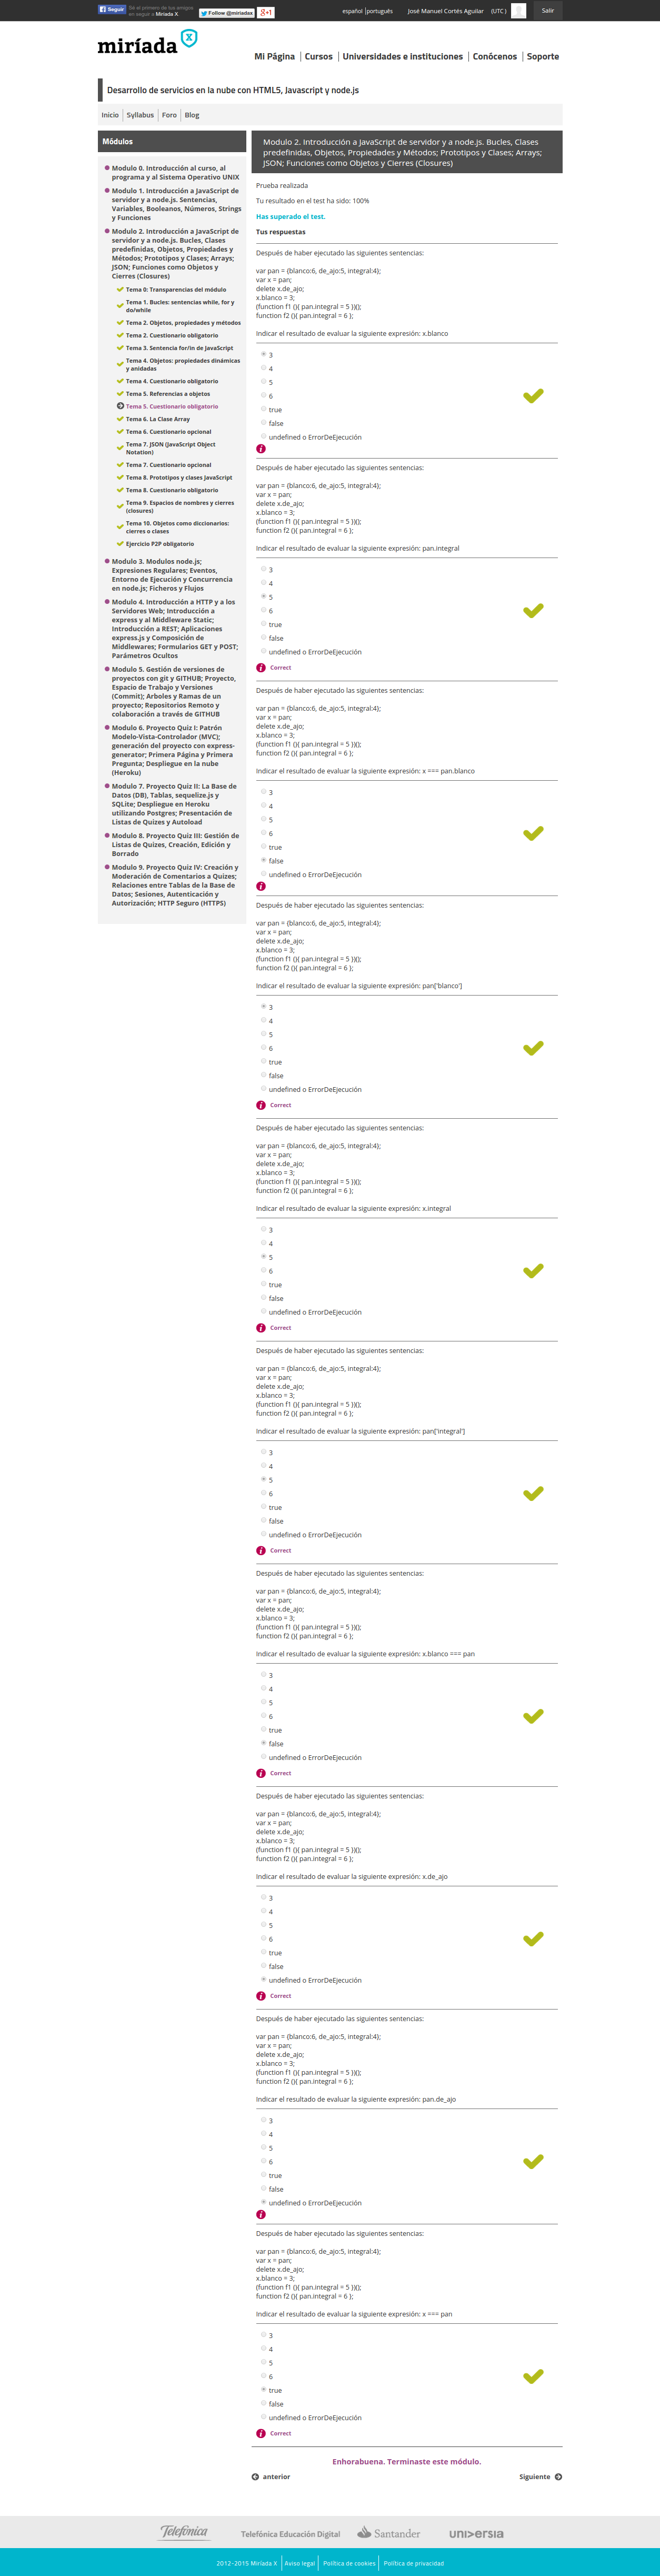 Seguir
Sé el primero de tus amigos
en seguir a Miríada X
Follow @miriadax
g+1
español
português
José Manuel Cortés Aguilar
(UTC )
Salir
miríada X
Mi Página
Cursos
Universidades e instituciones
Conócenos
Soporte
Desarrollo de servicios en la nube con HTML5, Javascript y node.js
Inicio
Syllabus
Foro
Blog
Módulos
Modulo 0. Introducción al curso, al
programa y al Sistema Operativo UNIX
Modulo 1. Introducción a JavaScript de
servidor y a node.js. Sentencias,
Variables, Booleanos, Números, Strings
y Funciones
Modulo 2. Introducción a JavaScript de
servidor y a node.js. Bucles, Clases
predefinidas, Objetos, Propiedades y
Métodos; Prototipos y Clases; Arrays;
JSON; Funciones como Objetos y
Cierres (Closures)
Tema 0: Transparencias del módulo
Tema 1. Bucles: sentencias while, for y
do/while
Tema 2. Objetos, propiedades y métodos
Tema 2. Cuestionario obligatorio
Tema 3. Sentencia for/in de JavaScript
Tema 4. Objetos: propiedades dinámicas
y anidadas
Tema 4. Cuestionario obligatorio
Tema 5. Referencias a objetos
Tema 5. Cuestionario obligatorio
Tema 6. La Clase Array
Tema 6. Cuestionario opcional
Tema 7. JSON (JavaScript Object
Notation)
Tema 7. Cuestionario opcional
Tema 8. Prototipos y clases JavaScript
Tema 8. Cuestionario obligatorio
Tema 9. Espacios de nombres y cierres
(closures)
Tema 10. Objetos como diccionarios:
cierres o clases
Ejercicio P2P obligatorio
Modulo 3. Modulos node.js;
Expresiones Regulares; Eventos,
Entorno de Ejecución y Concurrencia
en node.js; Ficheros y Flujos
Modulo 4. Introducción a HTTP y a los
Servidores Web; Introducción a
express y al Middleware Static;
Introducción a REST; Aplicaciones
express.js y Composición de
Middlewares; Formularios GET y POST;
Parámetros Ocultos
Modulo 5. Gestión de versiones de
proyectos con git y GITHUB; Proyecto,
Espacio de Trabajo y Versiones
(Commit); Arboles y Ramas de un
proyecto; Repositorios Remoto y
colaboración a través de GITHUB
Modulo 6. Proyecto Quiz I: Patrón
Modelo-Vista-Controlador (MVC);
generación del proyecto con express-
generator; Primera Página y Primera
Pregunta; Despliegue en la nube
(Heroku)
Modulo 7. Proyecto Quiz II: La Base de
Datos (DB), Tablas, sequelize.js y
SQLite; Despliegue en Heroku
utilizando Postgres; Presentación de
Listas de Quizes y Autoload
Modulo 8. Proyecto Quiz III: Gestión de
Listas de Quizes, Creación, Edición y
Borrado
Modulo 9. Proyecto Quiz IV: Creación y
Moderación de Comentarios a Quizes;
Relaciones entre Tablas de la Base de
Datos; Sesiones, Autenticación y
Autorización; HTTP Seguro (HTTPS)
Modulo 2. Introducción a JavaScript de servidor y a node.js. Bucles, Clases
predefinidas, Objetos, Propiedades y Métodos; Prototipos y Clases; Arrays;
JSON; Funciones como Objetos y Cierres (Closures)
Prueba realizada
Tu resultado en el test ha sido: 100%
Has superado el test.
Tus respuestas
Después de haber ejecutado las siguientes sentencias:
var pan = {blanco:6, de_ajo:5, integral:4};
var x = pan;
delete x.de_ajo;
x.blanco = 3;
(function f1 (){ pan.integral = 5 })();
function f2 (){ pan.integral = 6 };
Indicar el resultado de evaluar la siguiente expresión: x.blanco
3
4
5
6
true
false
undefined o ErrorDeEjecución
Después de haber ejecutado las siguientes sentencias:
var pan = {blanco:6, de_ajo:5, integral:4};
var x = pan;
delete x.de_ajo;
x.blanco = 3;
(function f1 (){ pan.integral = 5 })();
function f2 (){ pan.integral = 6 };
Indicar el resultado de evaluar la siguiente expresión: pan.integral
3
4
5
6
true
false
undefined o ErrorDeEjecución
Correct
Después de haber ejecutado las siguientes sentencias:
var pan = {blanco:6, de_ajo:5, integral:4};
var x = pan;
delete x.de_ajo;
x.blanco = 3;
(function f1 (){ pan.integral = 5 })();
function f2 (){ pan.integral = 6 };
Indicar el resultado de evaluar la siguiente expresión: x === pan.blanco
3
4
5
6
true
false
undefined o ErrorDeEjecución
Después de haber ejecutado las siguientes sentencias:
var pan = {blanco:6, de_ajo:5, integral:4};
var x = pan;
delete x.de_ajo;
x.blanco = 3;
(function f1 (){ pan.integral = 5 })();
function f2 (){ pan.integral = 6 };
Indicar el resultado de evaluar la siguiente expresión: pan['blanco']
3
4
5
6
true
false
undefined o ErrorDeEjecución
Correct
Después de haber ejecutado las siguientes sentencias:
var pan = {blanco:6, de_ajo:5, integral:4};
var x = pan;
delete x.de_ajo;
x.blanco = 3;
(function f1 (){ pan.integral = 5 })();
function f2 (){ pan.integral = 6 };
Indicar el resultado de evaluar la siguiente expresión: x.integral
3
4
5
6
true
false
undefined o ErrorDeEjecución
Correct
Después de haber ejecutado las siguientes sentencias:
var pan = {blanco:6, de_ajo:5, integral:4};
var x = pan;
delete x.de_ajo;
x.blanco = 3;
(function f1 (){ pan.integral = 5 })();
function f2 (){ pan.integral = 6 };
Indicar el resultado de evaluar la siguiente expresión: pan['integral']
3
4
5
6
true
false
undefined o ErrorDeEjecución
Correct
Después de haber ejecutado las siguientes sentencias:
var pan = {blanco:6, de_ajo:5, integral:4};
var x = pan;
delete x.de_ajo;
x.blanco = 3;
(function f1 (){ pan.integral = 5 })();
function f2 (){ pan.integral = 6 };
Indicar el resultado de evaluar la siguiente expresión: x.blanco === pan
3
4
5
6
true
false
undefined o ErrorDeEjecución
Correct
Después de haber ejecutado las siguientes sentencias:
var pan = {blanco:6, de_ajo:5, integral:4};
var x = pan;
delete x.de_ajo;
x.blanco = 3;
(function f1 (){ pan.integral = 5 })();
function f2 (){ pan.integral = 6 };
Indicar el resultado de evaluar la siguiente expresión: x.de_ajo
3
4
5
6
true
false
undefined o ErrorDeEjecución
Correct
Después de haber ejecutado las siguientes sentencias:
var pan = {blanco:6, de_ajo:5, integral:4};
var x = pan;
delete x.de_ajo;
x.blanco = 3;
(function f1 (){ pan.integral = 5 })();
function f2 (){ pan.integral = 6 };
Indicar el resultado de evaluar la siguiente expresión: pan.de_ajo
3
4
5
6
true
false
undefined o ErrorDeEjecución
Después de haber ejecutado las siguientes sentencias:
var pan = {blanco:6, de_ajo:5, integral:4};
var x = pan;
delete x.de_ajo;
x.blanco = 3;
(function f1 (){ pan.integral = 5 })();
function f2 (){ pan.integral = 6 };
Indicar el resultado de evaluar la siguiente expresión: x === pan
3
4
5
6
true
false
undefined o ErrorDeEjecución
Correct
Enhorabuena. Terminaste este módulo.
anterior
Siguiente
Telefónica
Telefónica Educación Digital
Santander
universia
2012-2015 Miríada X
Aviso legal
Política de cookies
Política de privacidad